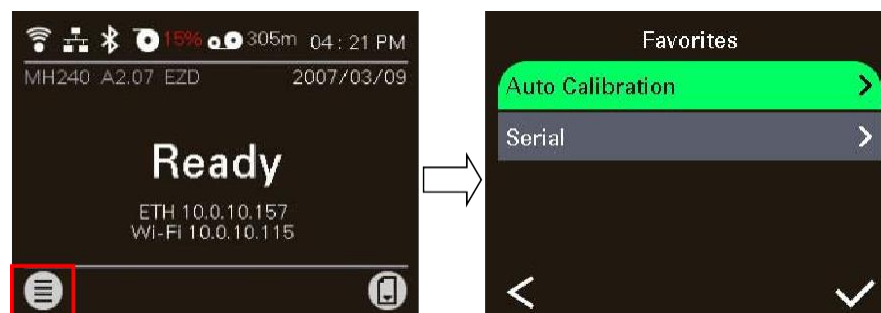 15% 305m 04 : 21 PM
MH240 A2.07 EZD 2007/03/09
Ready
ETH 10.0.10.157
Wi-Fi 10.0.10.115
Favorites
Auto Calibration
Serial